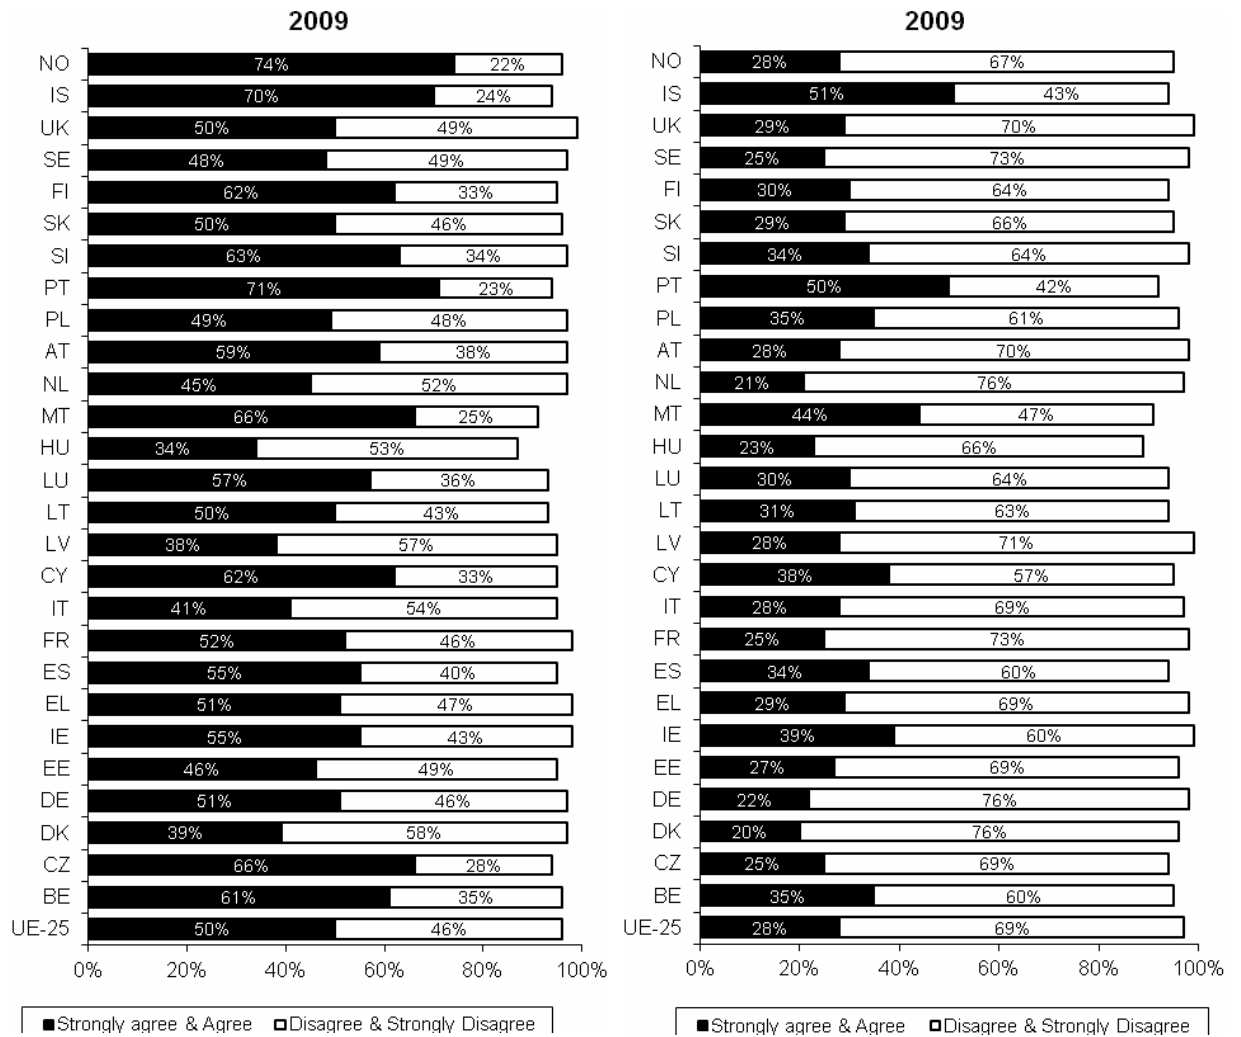 2009
NO 74% 22%
IS 70% 24%
UK 50% 49%
SE 48% 49%
FI 62% 33%
SK 50% 46%
SI 63% 34%
PT 71% 23%
PL 49% 48%
AT 59% 38%
NL 45% 52%
MT 66% 25%
HU 34% 53%
LU 57% 36%
LT 50% 43%
LV 38% 57%
CY 62% 33%
IT 41% 54%
FR 52% 46%
ES 55% 40%
EL 51% 47%
IE 55% 43%
EE 46% 49%
DE 51% 46%
DK 39% 58%
CZ 66% 28%
BE 61% 35%
UE-25 50% 46%
0% 20% 40% 60% 80% 100%
Strongly agree & Agree Disagree & Strongly Disagree
2009
NO 28% 67%
IS 51% 43%
UK 29% 70%
SE 25% 73%
FI 30% 64%
SK 29% 66%
SI 34% 64%
PT 50% 42%
PL 35% 61%
AT 28% 70%
NL 21% 76%
MT 44% 47%
HU 23% 66%
LU 30% 64%
LT 31% 63%
LV 28% 71%
CY 38% 57%
IT 28% 69%
FR 25% 73%
ES 34% 60%
EL 29% 69%
IE 39% 60%
EE 27% 69%
DE 22% 76%
DK 20% 76%
CZ 25% 69%
BE 35% 60%
UE-25 28% 69%
0% 20% 40% 60% 80% 100%
Strongly agree & Agree Disagree & Strongly Disagree